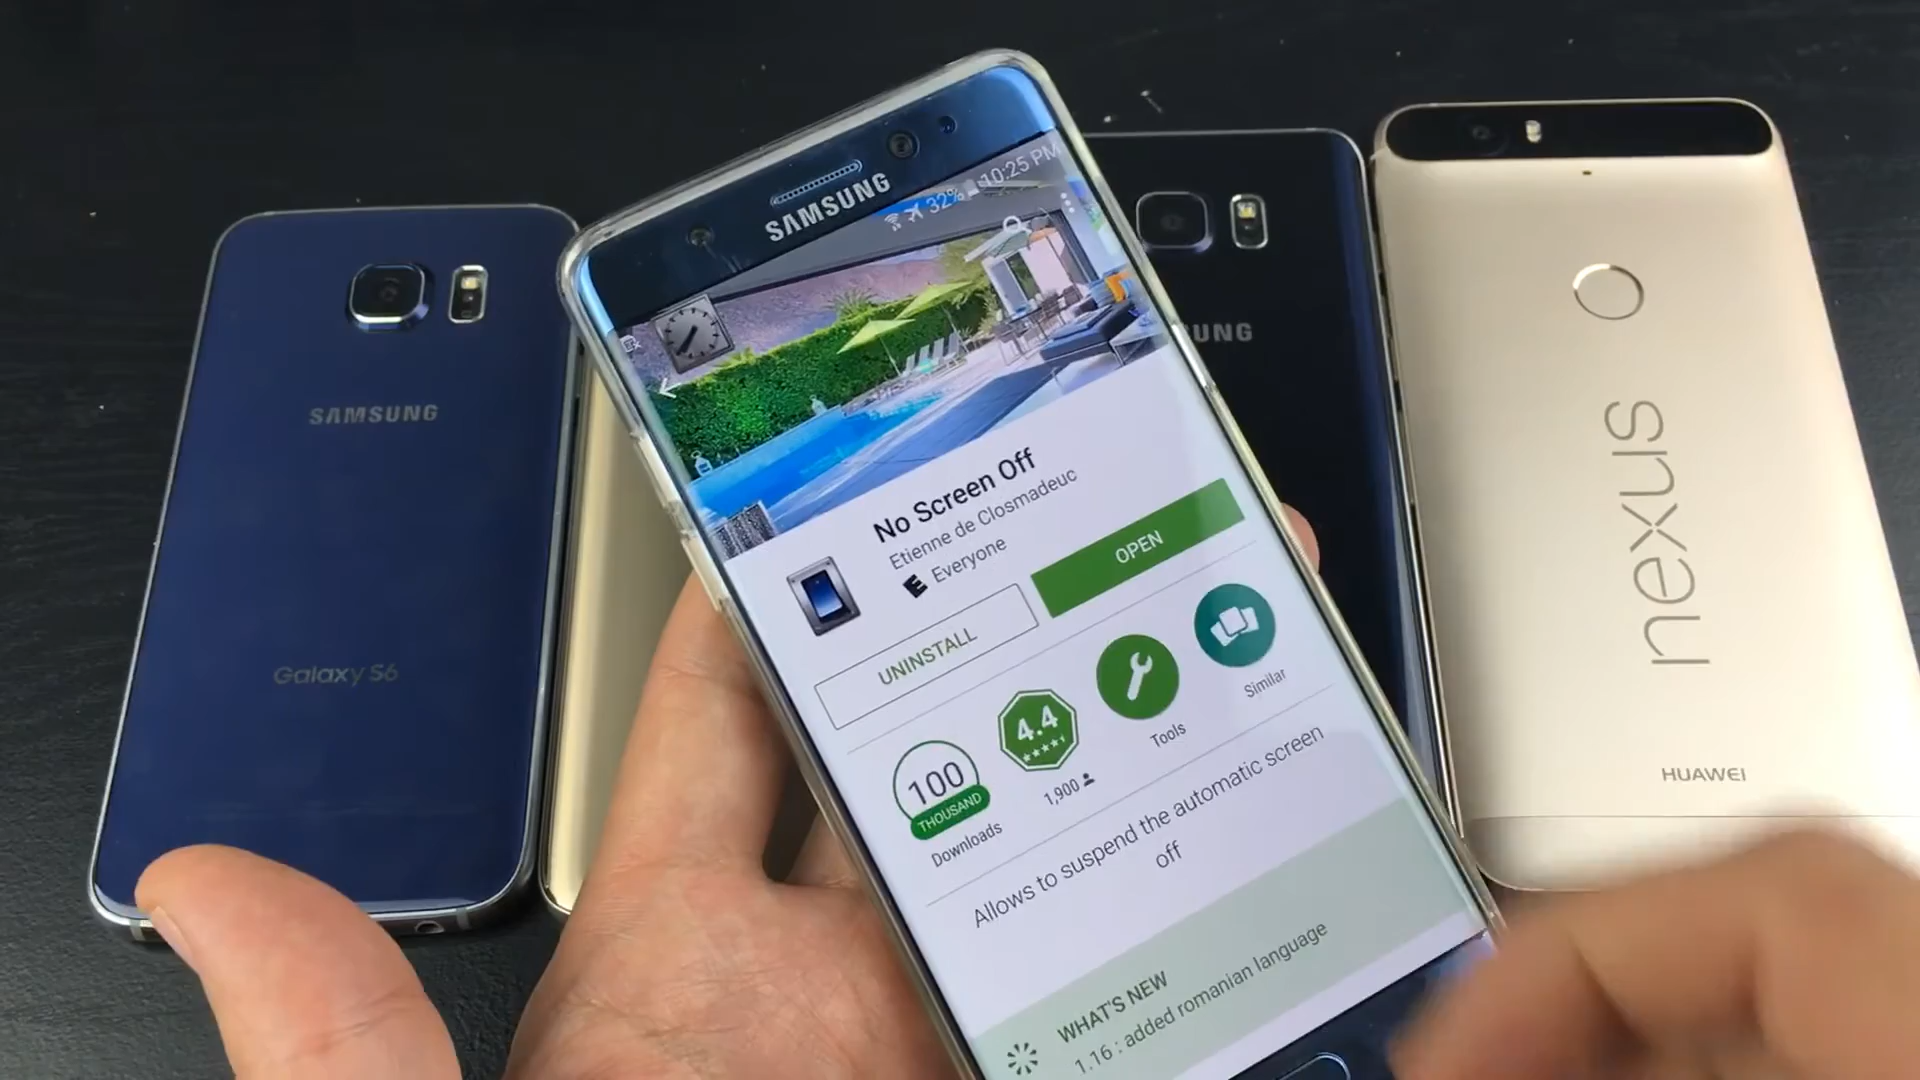 SAMSUNG
Galaxy S6
SAMSUNG
32% 10:25 PM
No Screen Off
Etienne de Closmadeuc
E Everyone
UNINSTALL
OPEN
100
THOUSAND
Downloads
4.4
1,900
Tools
Similar
Allows to suspend the automatic screen
off
WHAT'S NEW
1.16 : added romanian language
UNG
nexus
HUAWEI